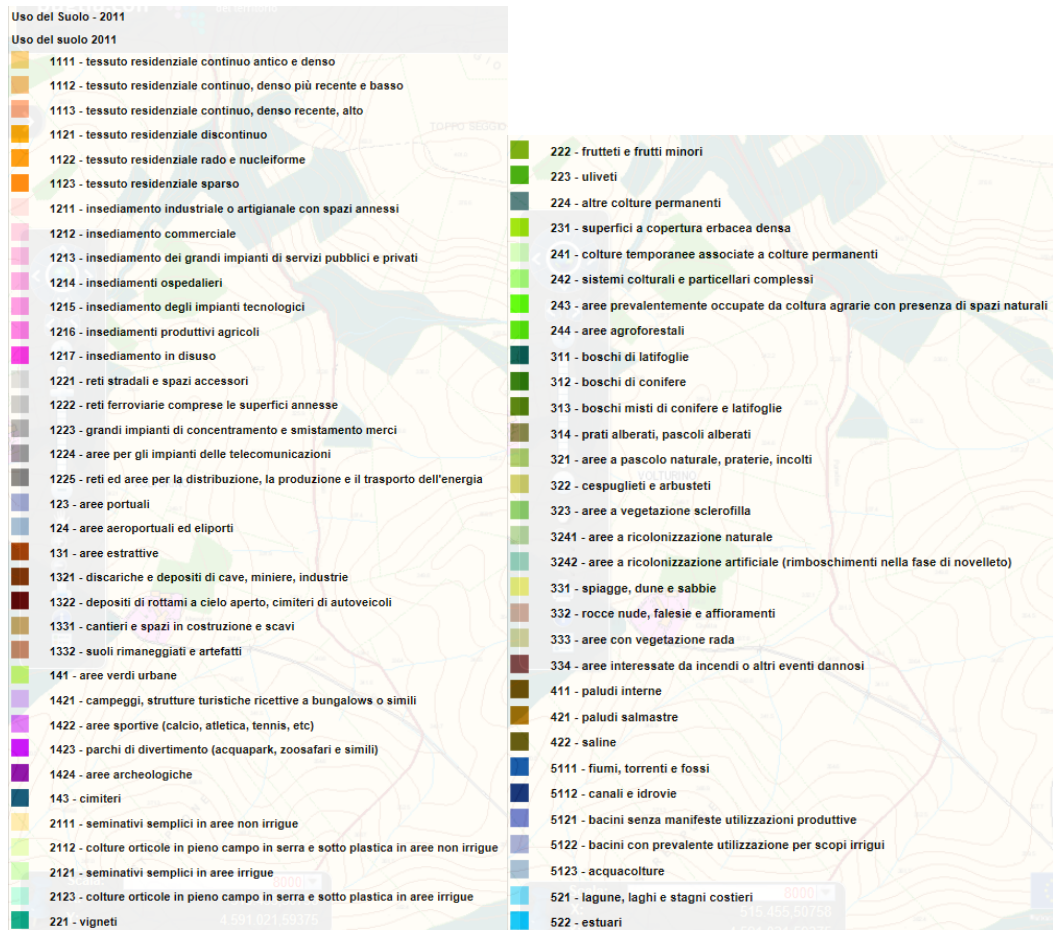 Uso del Suolo - 2011
Uso del suolo 2011
1111 - tessuto residenziale continuo antico e denso
1112 - tessuto residenziale continuo, denso più recente e basso
1113 - tessuto residenziale continuo, denso recente, alto
1121 - tessuto residenziale discontinuo
1122 - tessuto residenziale rado e nucleiforme
1123 - tessuto residenziale sparso
1211 - insediamento industriale o artigianale con spazi annessi
1212 - insediamento commerciale
1213 - insediamento dei grandi impianti di servizi pubblici e privati
1214 - insediamenti ospedalieri
1215 - insediamento degli impianti tecnologici
1216 - insediamenti produttivi agricoli
1217 - insediamento in disuso
1221 - reti stradali e spazi accessori
1222 - reti ferroviarie comprese le superfici annesse
1223 - grandi impianti di concentramento e smistamento merci
1224 - aree per gli impianti delle telecomunicazioni
1225 - reti ed aree per la distribuzione, la produzione e il trasporto dell'energia
123 - aree portuali
124 - aree aeroportuali ed eliporti
131 - aree estrattive
1321 - discariche e depositi di cave, miniere, industrie
1322 - depositi di rottami a cielo aperto, cimiteri di autoveicoli
1331 - cantieri e spazi in costruzione e scavi
1332 - suoli rimaneggiati e artefatti
141 - aree verdi urbane
1421 - campeggi, strutture turistiche ricettive a bungalows o simili
1422 - aree sportive (calcio, atletica, tennis, etc)
1423 - parchi di divertimento (acquapark, zoosafari e simili)
1424 - aree archeologiche
143 - cimiteri
2111 - seminativi semplici in aree non irrigue
2112 - colture orticole in pieno campo in serra e sotto plastica in aree non irrigue
2121 - seminativi semplici in aree irrigue
2123 - colture orticole in pieno campo in serra e sotto plastica in aree irrigue
221 - vigneti
222 - frutteti e frutti minori
223 - uliveti
224 - altre colture permanenti
231 - superfici a copertura erbacea densa
241 - colture temporanee associate a colture permanenti
242 - sistemi colturali e particellari complessi
243 - aree prevalentemente occupate da coltura agrarie con presenza di spazi naturali
244 - aree agroforestali
311 - boschi di latifoglie
312 - boschi di conifere
313 - boschi misti di conifere e latifoglie
314 - prati alberati, pascoli alberati
321 - aree a pascolo naturale, praterie, incolti
322 - cespuglieti e arbusteti
323 - aree a vegetazione sclerofilla
3241 - aree a ricolonizzazione naturale
3242 - aree a ricolonizzazione artificiale (rimboschimenti nella fase di novelleto)
331 - spiagge, dune e sabbie
332 - rocce nude, falesie e affioramenti
333 - aree con vegetazione rada
334 - aree interessate da incendi o altri eventi dannosi
411 - paludi interne
421 - paludi salmastre
422 - saline
5111 - fiumi, torrenti e fossi
5112 - canali e idrovie
5121 - bacini senza manifeste utilizzazioni produttive
5122 - bacini con prevalente utilizzazione per scopi irrigui
5123 - acquacolture
521 - lagune, laghi e stagni costieri
522 - estuari